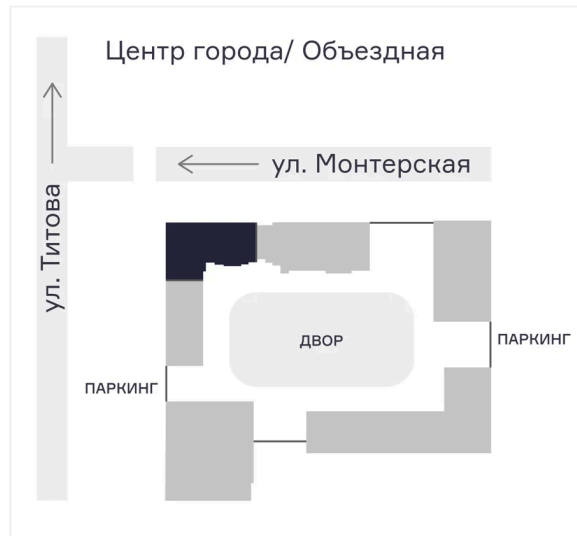 Центр города/ Объездная
ул. Монтерская
ул. Титова
ДВОР
ПАРКИНГ
ПАРКИНГ